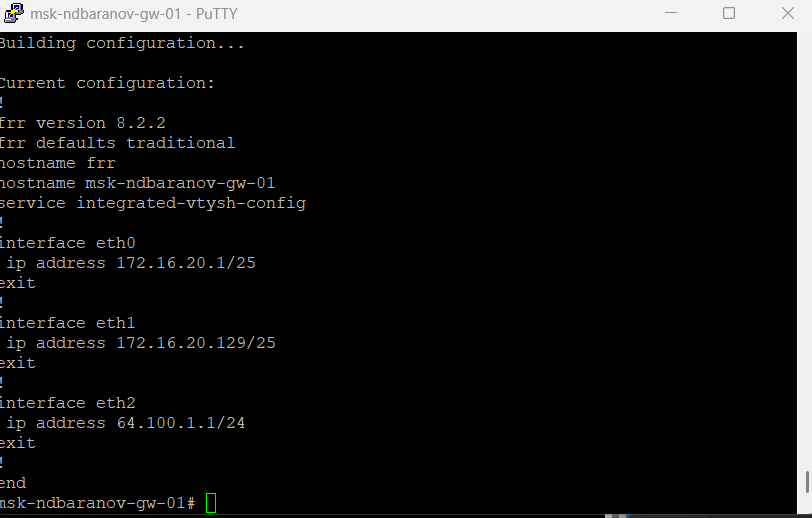 msk-ndbaranov-gw-01 - PuTTY
Building configuration...
Current configuration:
!
frr version 8.2.2
frr defaults traditional
hostname frr
hostname msk-ndbaranov-gw-01
service integrated-vtysh-config
!
interface eth0
ip address 172.16.20.1/25
exit
!
interface eth1
ip address 172.16.20.129/25
exit
!
interface eth2
ip address 64.100.1.1/24
exit
!
end
msk-ndbaranov-gw-01#